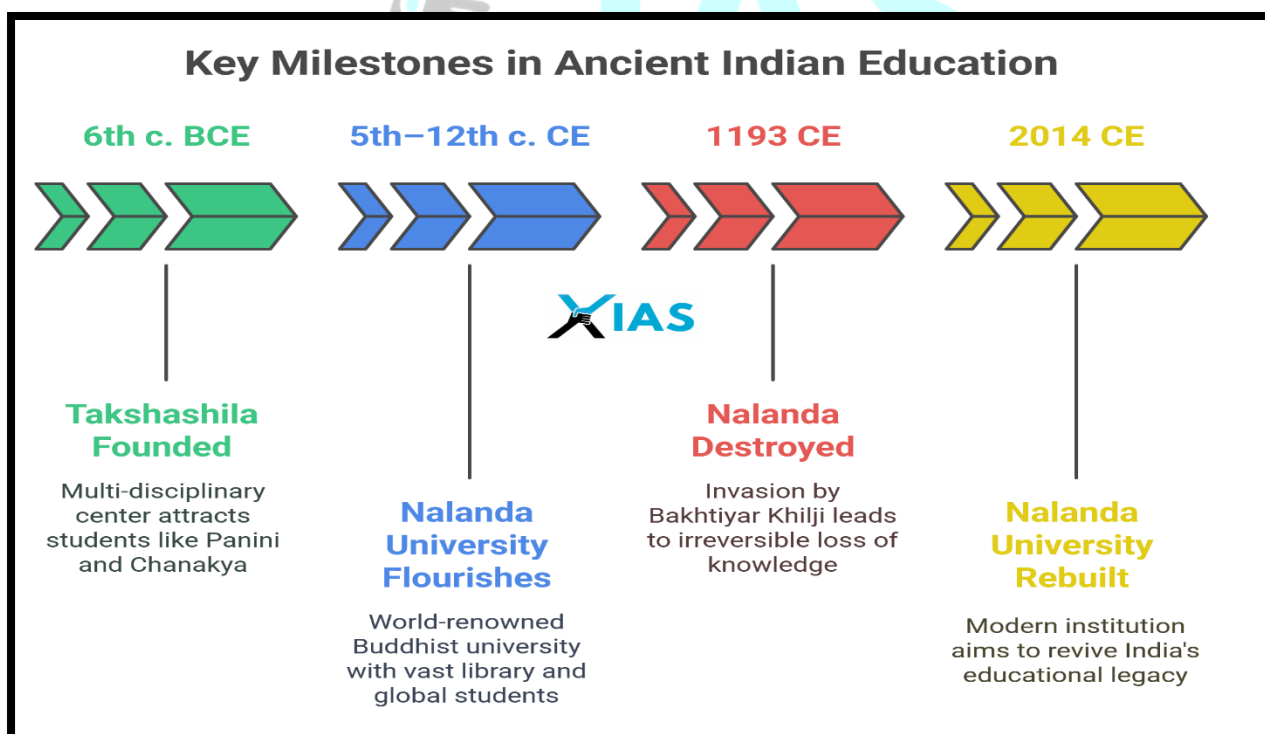 IAS
Key Milestones in Ancient Indian Education
6th c. BCE
5th–12th c. CE
1193 CE
2014 CE
XIAS
Takshashila
Founded
Multi-disciplinary
center attracts
students like Panini
and Chanakya
Nalanda
University
Flourishes
World-renowned
Buddhist university
with vast library and
global students
Nalanda
Destroyed
Invasion by
Bakhtiyar Khilji leads
to irreversible loss of
knowledge
Nalanda
University
Rebuilt
Modern institution
aims to revive India's
educational legacy